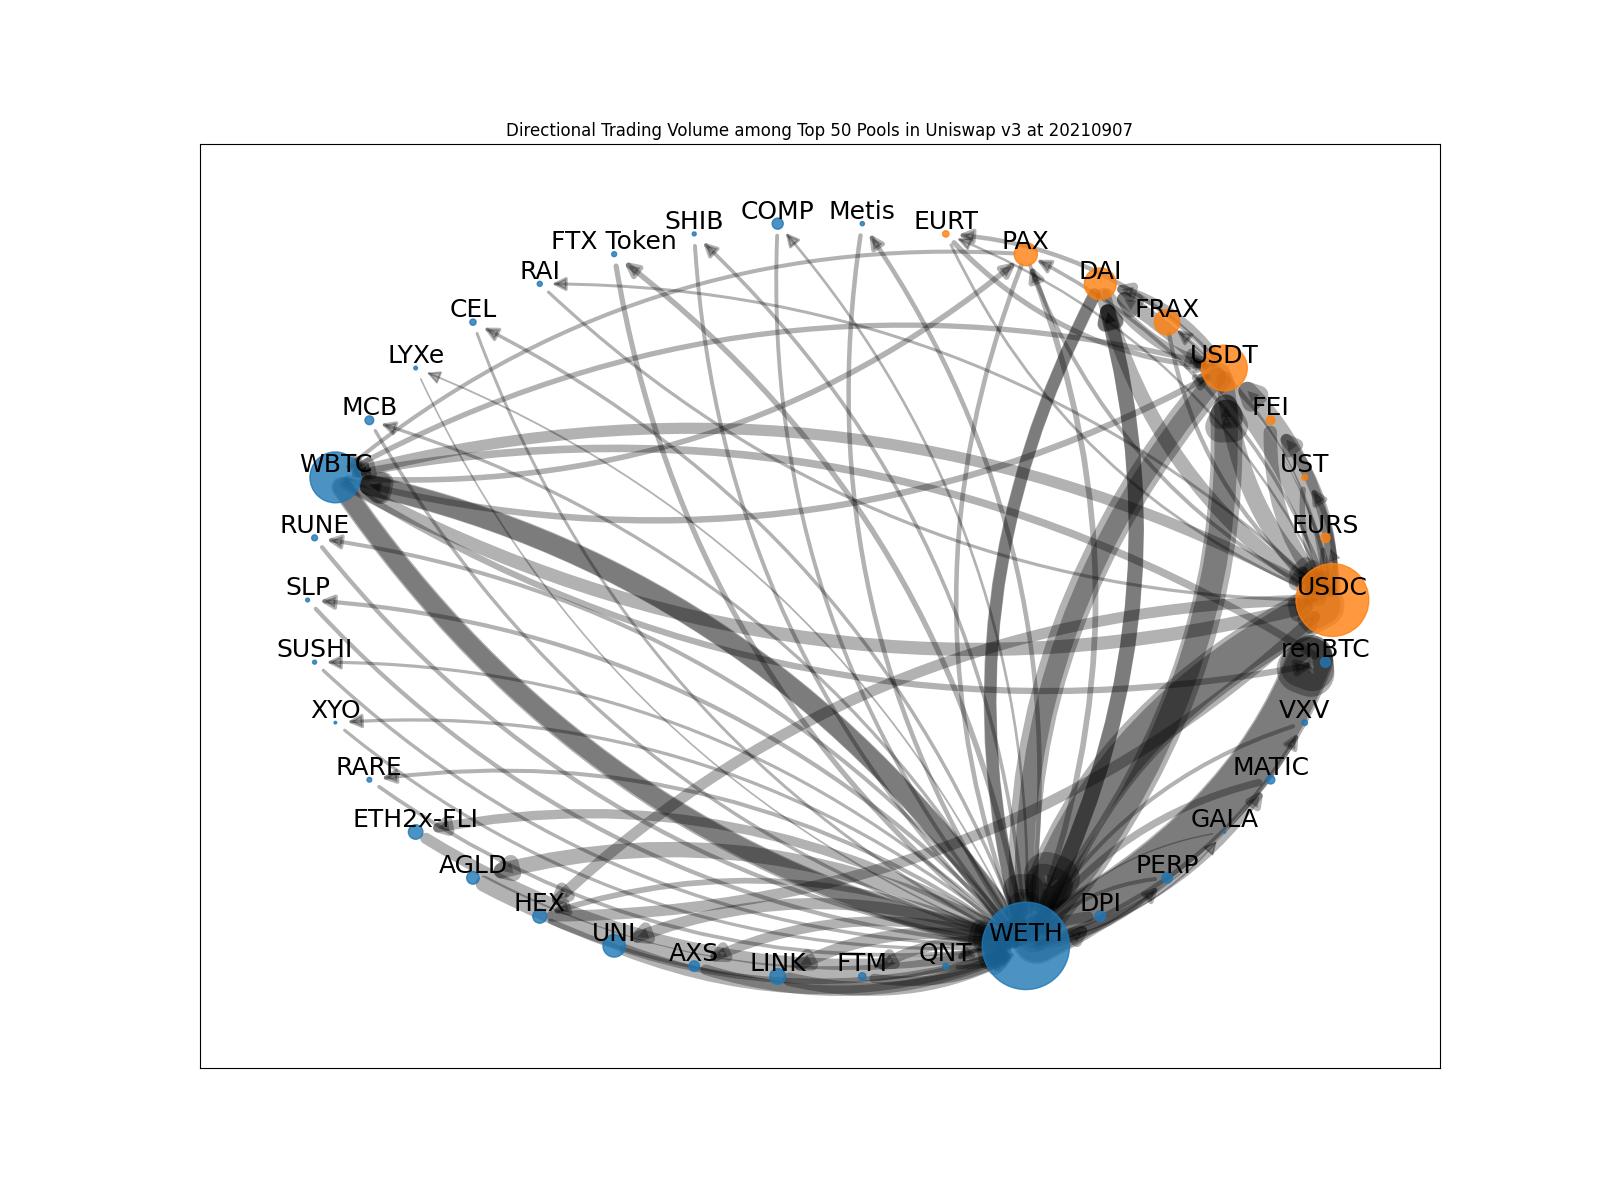 Directional Trading Volume among Top 50 Pools in Uniswap v3 at 20210907
COMP
Metis
SHIB
EURT
FTX Token
PAX
RAI
DAI
CEL
FRAX
LYXe
USDT
MCB
FEI
WBTC
UST
RUNE
EURS
SLP
USDC
SUSHI
renBTC
XYO
VXV
RARE
MATIC
ETH2x-FLI
GALA
AGLD
PERP
HEX
DPI
UNI
WETH
AXS
QNT
LINK
FTM